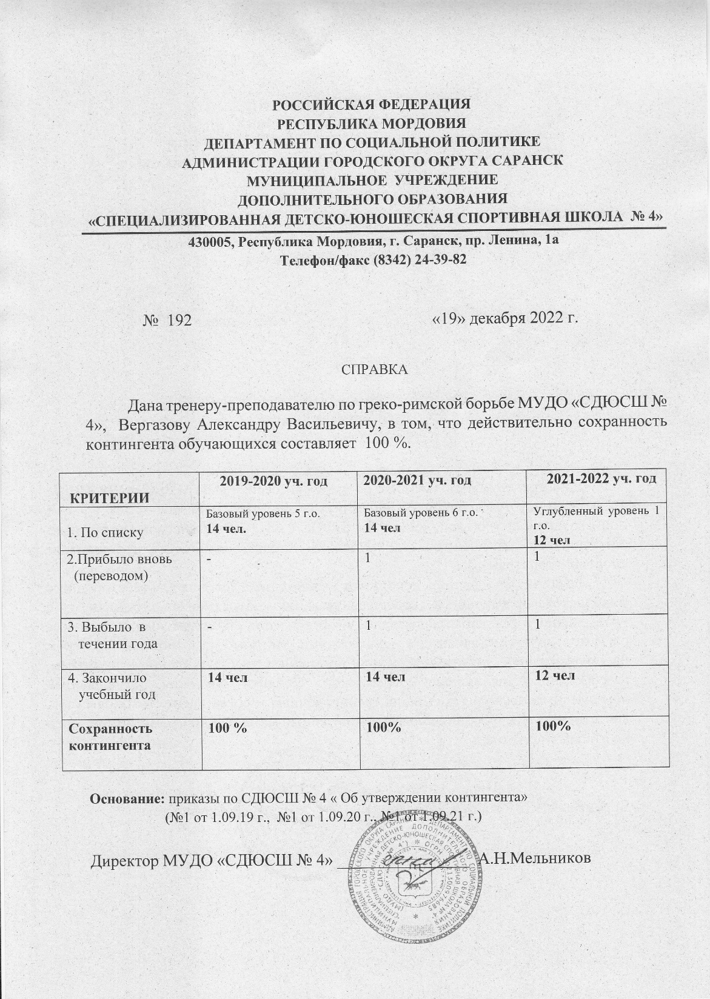 РОССИЙСКАЯ ФЕДЕРАЦИЯ
РЕСПУБЛИКА МОРДОВИЯ
ДЕПАРТАМЕНТ ПО СОЦИАЛЬНОЙ ПОЛИТИКЕ
АДМИНИСТРАЦИИ ГОРОДСКОГО ОКРУГА САРАНСК
МУНИЦИПАЛЬНОЕ УЧРЕЖДЕНИЕ
ДОПОЛНИТЕЛЬНОГО ОБРАЗОВАНИЯ
«СПЕЦИАЛИЗИРОВАННАЯ ДЕТСКО-ЮНОШЕСКАЯ СПОРТИВНАЯ ШКОЛА № 4»
430005, Республика Мордовия, г. Саранск, пр. Ленина, 1а
Телефон/факс (8342) 24-39-82
№ 192 «19» декабря 2022 г.
СПРАВКА
Дана тренеру-преподавателю по греко-римской борьбе МУДО «СДЮСШ №
4», Вергазову Александру Васильевичу, в том, что действительно сохранность
контингента обучающихся составляет 100 %.
КРИТЕРИИ 2019-2020 уч. год 2020-2021 уч. год 2021-2022 уч. год
1. По списку
Базовый уровень 5 г.о.
14 чел.
Базовый уровень 6 г.о.
14 чел
Углубленный уровень 1
г.о.
12 чел
2.Прибыло вновь
(переводом)
- 1 1
3. Выбыло в
течении года
- 1 1
4. Закончило
учебный год
14 чел 14 чел 12 чел
Сохранность
контингента
100 % 100% 100%
Основание: приказы по СДЮСШ № 4 « Об утверждении контингента»
(№1 от 1.09.19 г., №1 от 1.09.20 г., №1 от 1.09.21 г.)
Директор МУДО «СДЮСШ № 4» А.Н.Мельников